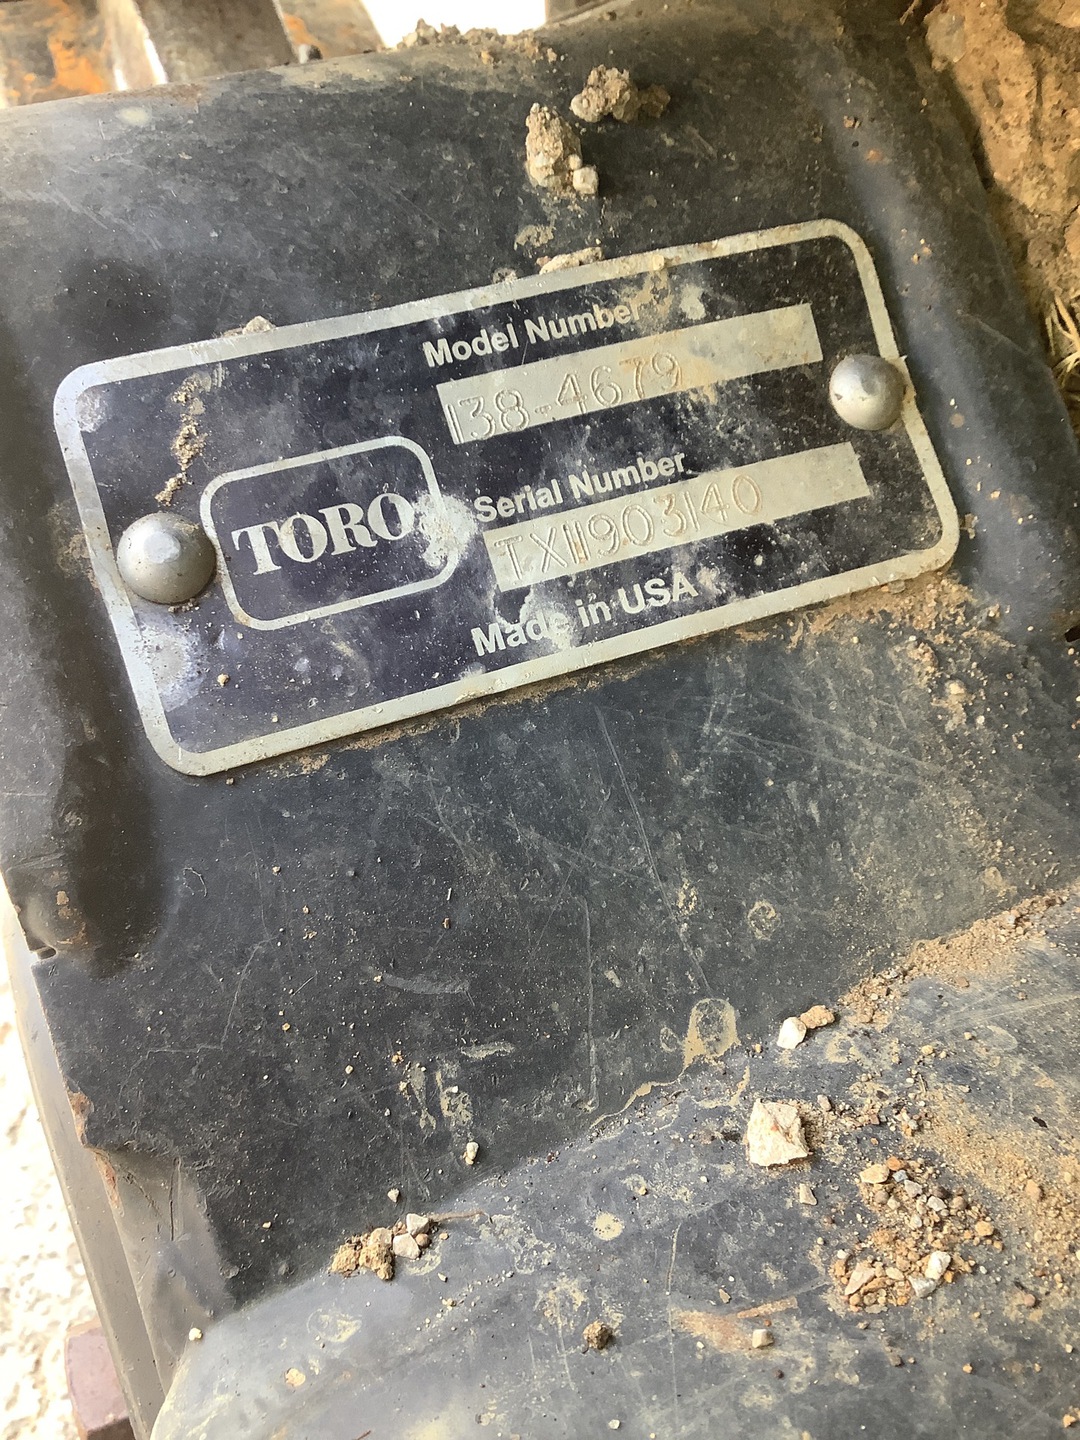 Model Number
138-4679
TORO
Serial Number
TX11903140
Made in USA